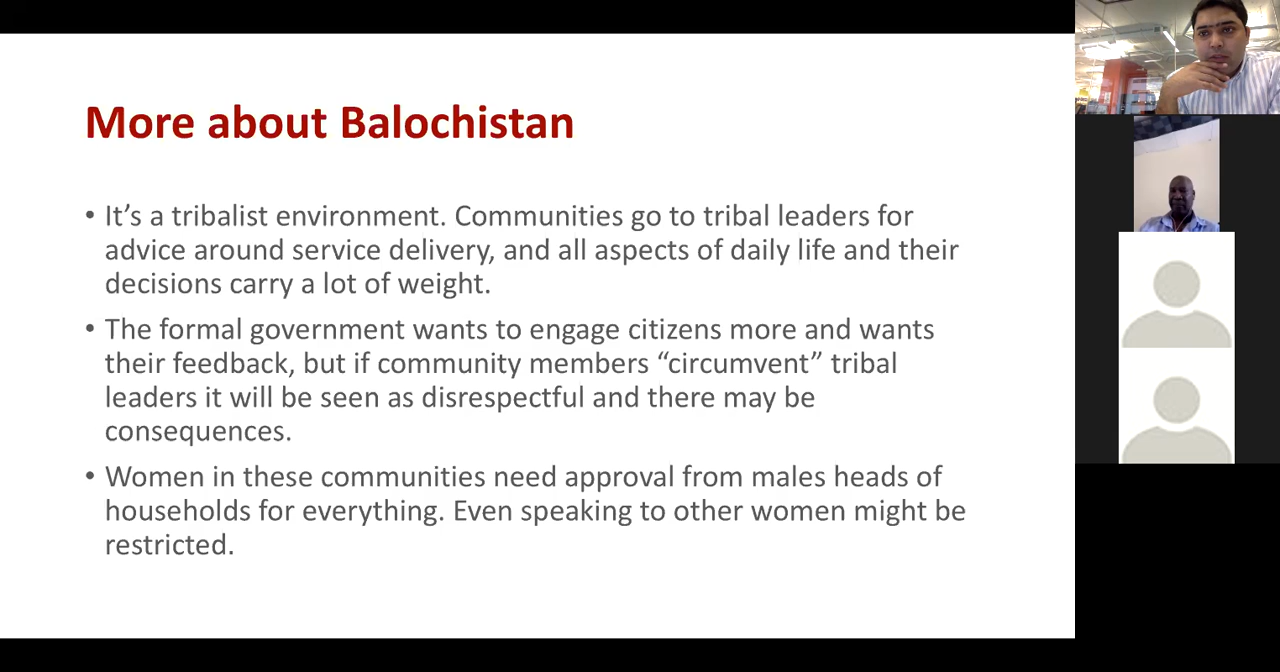 More about Balochistan
• It’s a tribalist environment. Communities go to tribal leaders for
advice around service delivery, and all aspects of daily life and their
decisions carry a lot of weight.
• The formal government wants to engage citizens more and wants
their feedback, but if community members “circumvent” tribal
leaders it will be seen as disrespectful and there may be
consequences.
• Women in these communities need approval from males heads of
households for everything. Even speaking to other women might be
restricted.